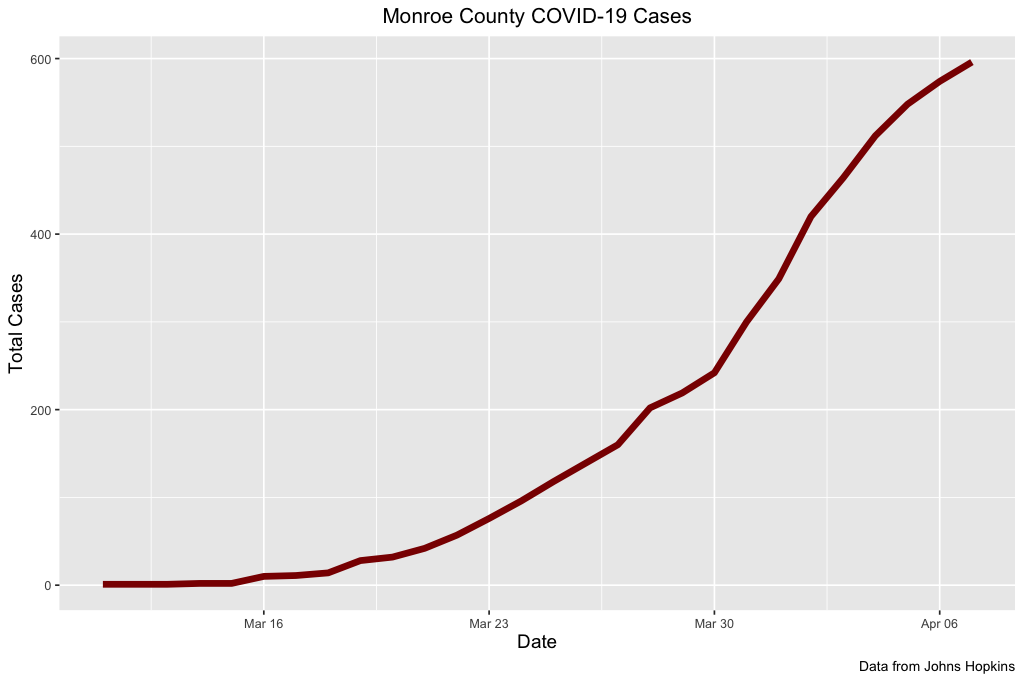 Monroe County COVID-19 Cases
600
400
200
0
Total Cases
Mar 16
Mar 23
Mar 30
Apr 06
Date
Data from Johns Hopkins